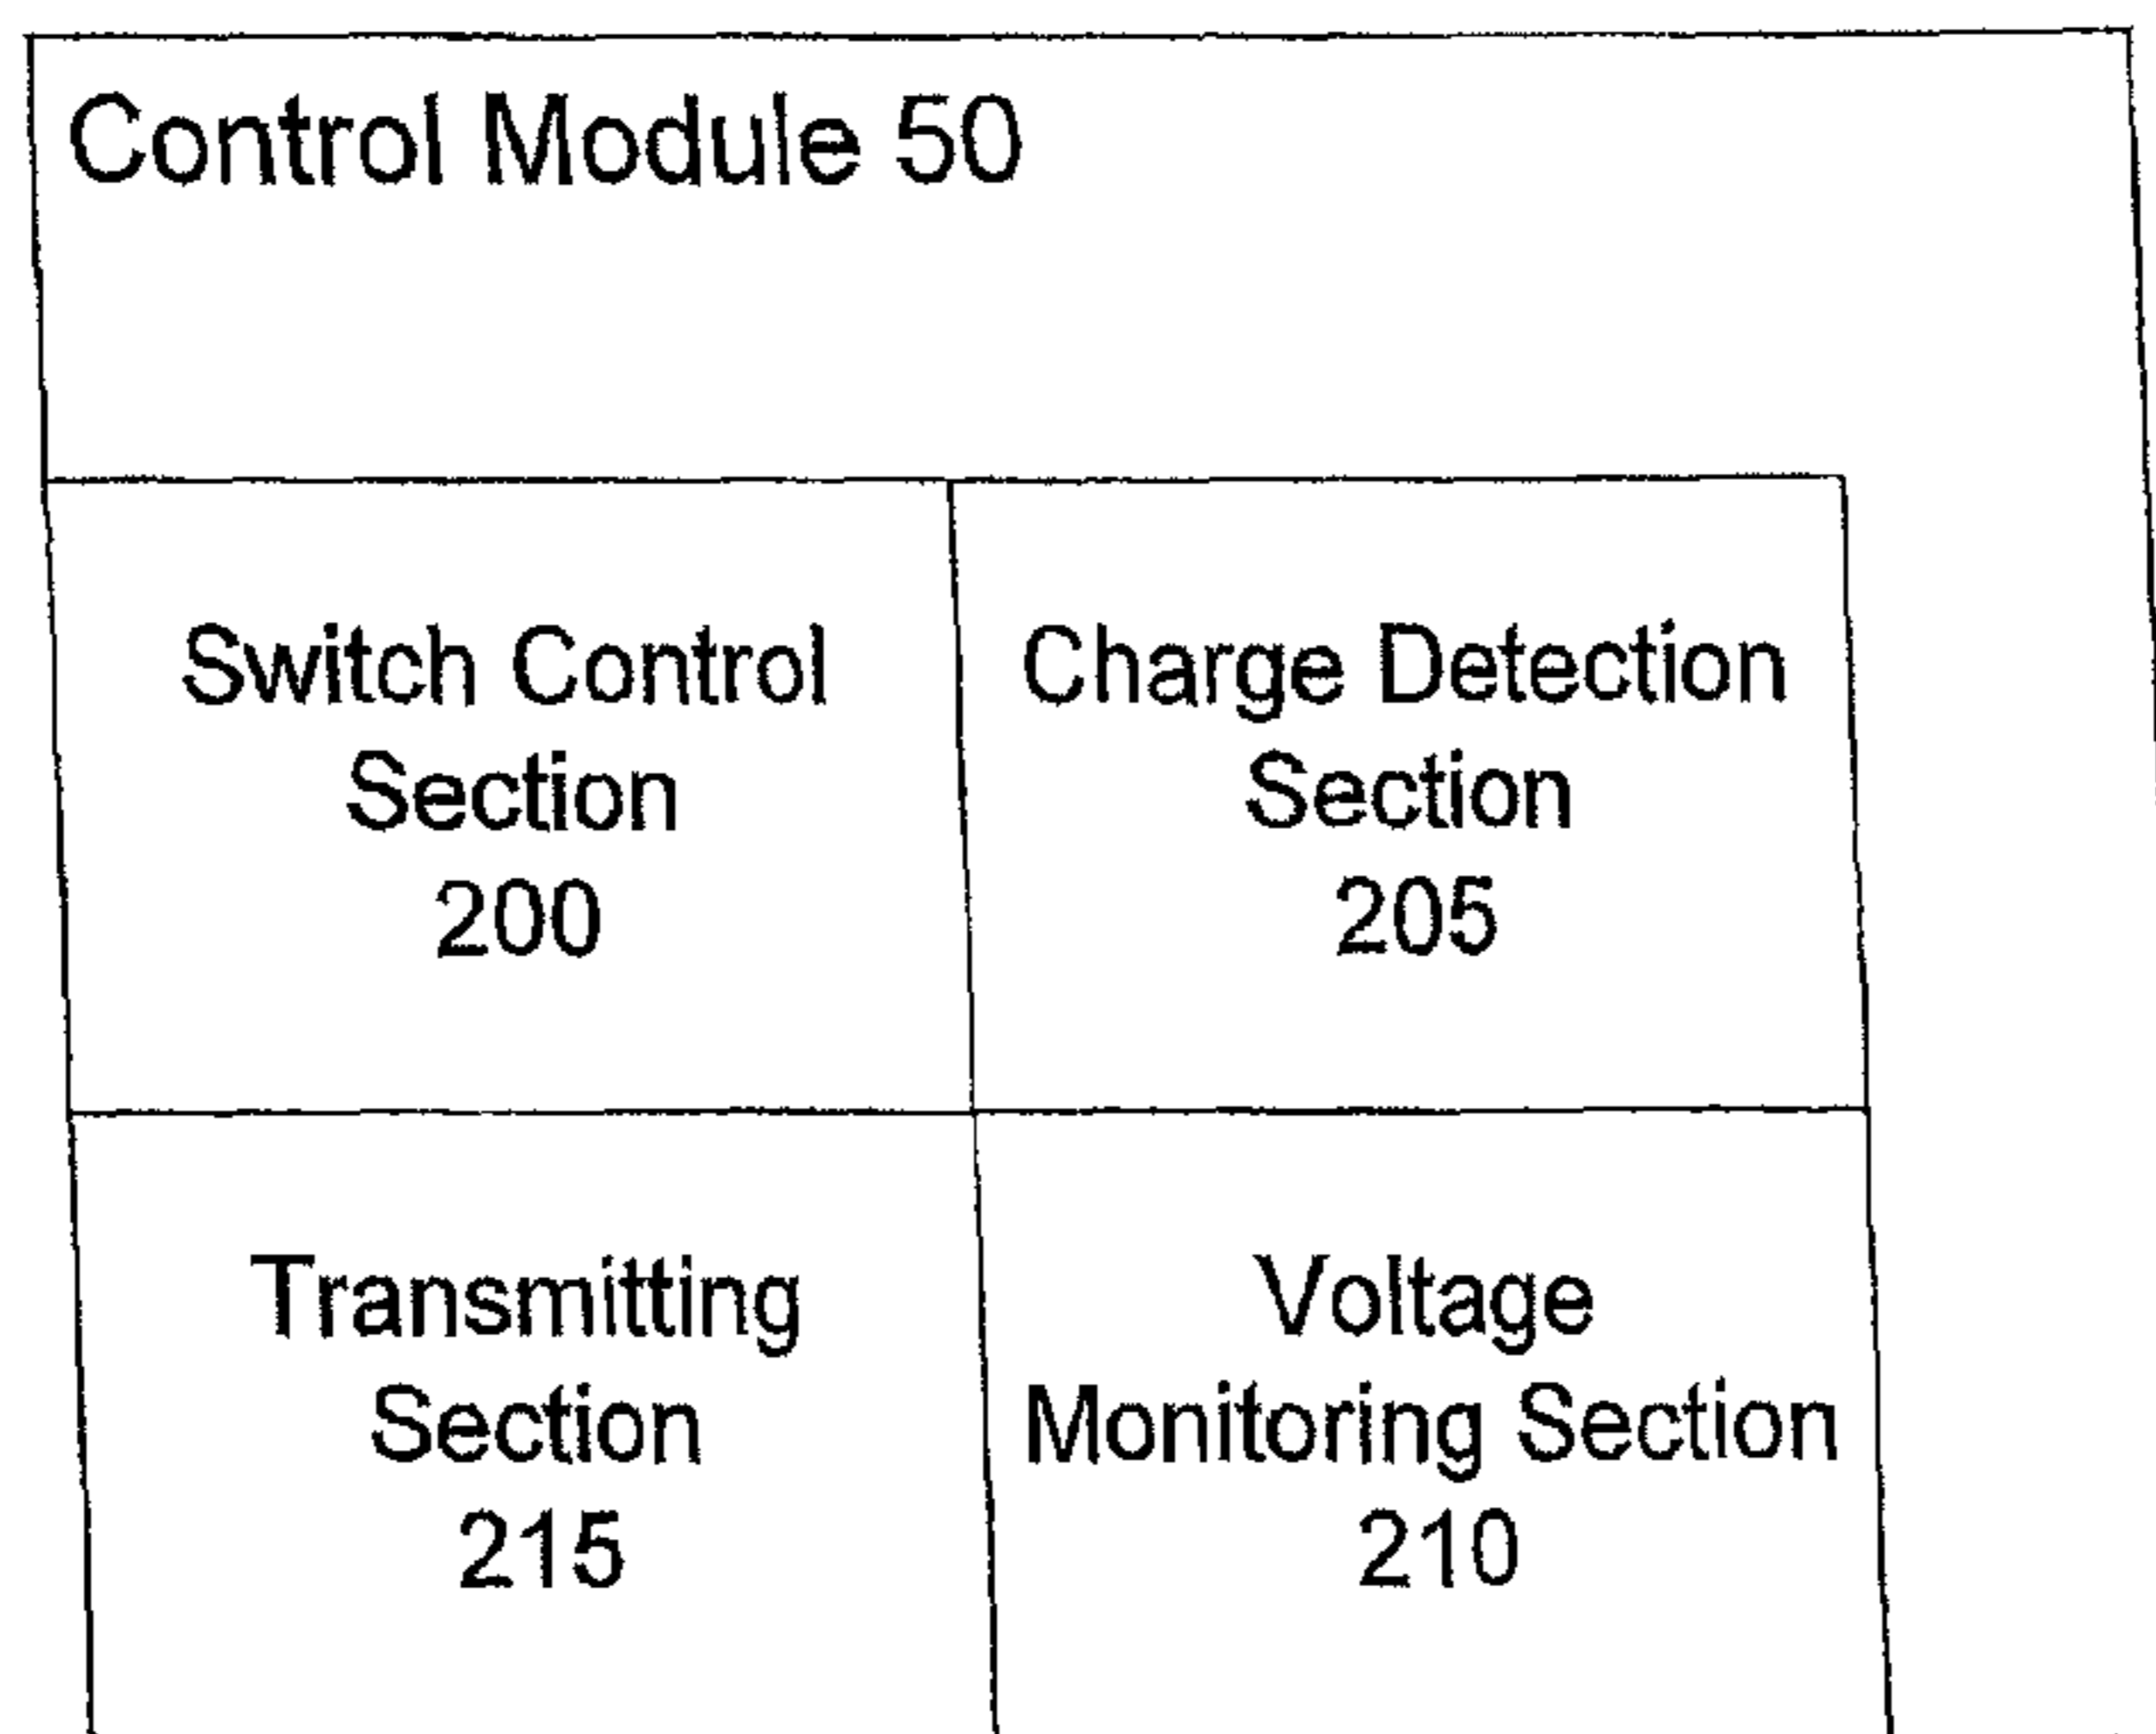 Control Module 50
Switch Control
Section
200
Charge Detection
Section
205
Transmitting
Section
215
Voltage
Monitoring Section
210